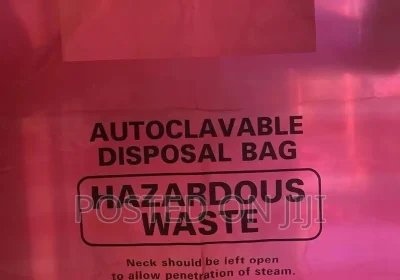 AUTOCLAVABLE
DISPOSAL BAG
HAZARDOUS
WASTE
POSTED ON JIJI
Neck should be left open
to allow penetration of steam.